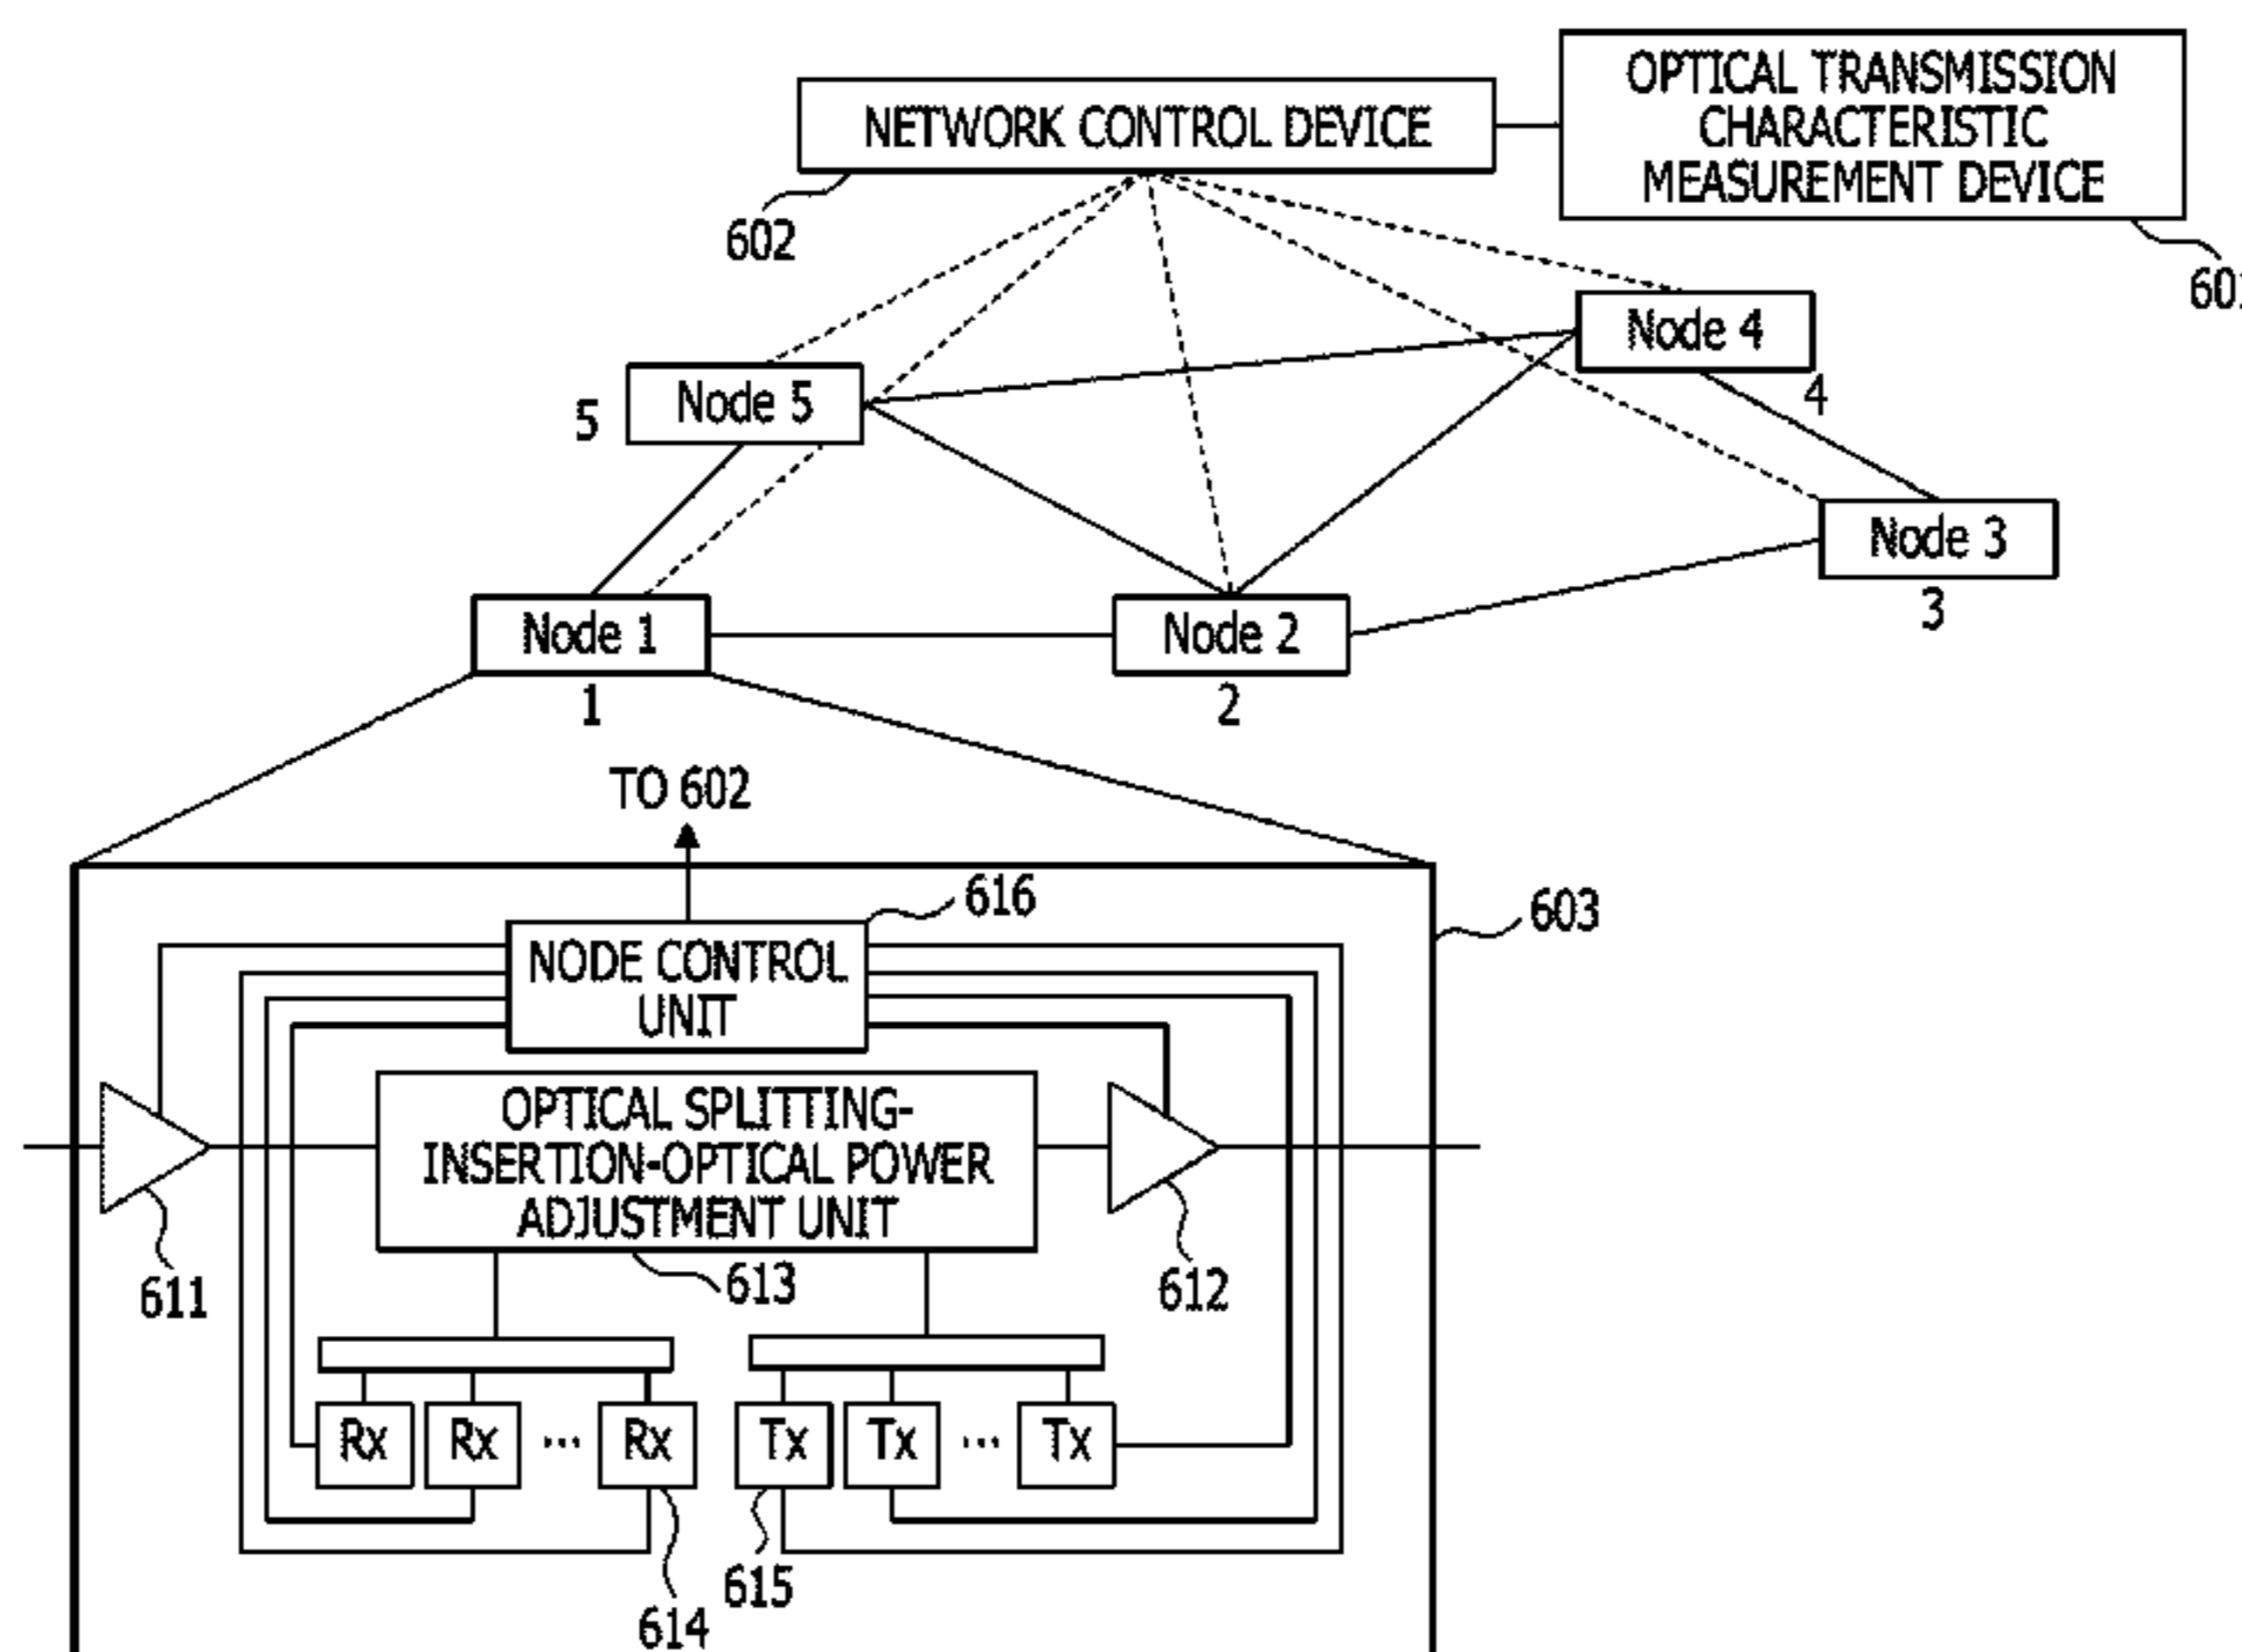 OPTICAL TRANSMISSION
CHARACTERISTIC
MEASUREMENT DEVICE
NETWORK CONTROL DEVICE
602
Node 4
4
Node 5
5
Node 3
3
Node 1
1
Node 2
2
TO 602
616
603
NODE CONTROL
UNIT
OPTICAL SPLITTING-
INSERTION-OPTICAL POWER
ADJUSTMENT UNIT
611
613
612
Rx Rx ... Rx Tx Tx ... Tx
615
614